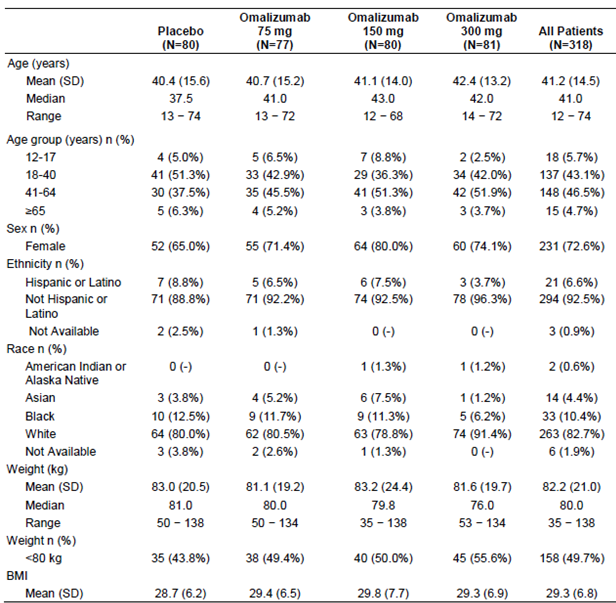 Placebo (N=80) Omalizumab 75 mg (N=77) Omalizumab 150 mg (N=80) Omalizumab 300 mg (N=81) All Patients (N=318)
Age (years)
Mean (SD) 40.4 (15.6) 40.7 (15.2) 41.1 (14.0) 42.4 (13.2) 41.2 (14.5)
Median 37.5 41.0 43.0 42.0 41.0
Range 13 − 74 13 − 72 12 − 68 14 − 72 12 − 74
Age group (years) n (%)
12-17 4 (5.0%) 5 (6.5%) 7 (8.8%) 2 (2.5%) 18 (5.7%)
18-40 41 (51.3%) 33 (42.9%) 29 (36.3%) 34 (42.0%) 137 (43.1%)
41-64 30 (37.5%) 35 (45.5%) 41 (51.3%) 42 (51.9%) 148 (46.5%)
≥65 5 (6.3%) 4 (5.2%) 3 (3.8%) 3 (3.7%) 15 (4.7%)
Sex n (%)
Female 52 (65.0%) 55 (71.4%) 64 (80.0%) 60 (74.1%) 231 (72.6%)
Ethnicity n (%)
Hispanic or Latino 7 (8.8%) 5 (6.5%) 6 (7.5%) 3 (3.7%) 21 (6.6%)
Not Hispanic or Latino 71 (88.8%) 71 (92.2%) 74 (92.5%) 78 (96.3%) 294 (92.5%)
Not Available 2 (2.5%) 1 (1.3%) 0 (-) 0 (-) 3 (0.9%)
Race n (%)
American Indian or Alaska Native 0 (-) 0 (-) 1 (1.3%) 1 (1.2%) 2 (0.6%)
Asian 3 (3.8%) 4 (5.2%) 6 (7.5%) 1 (1.2%) 14 (4.4%)
Black 10 (12.5%) 9 (11.7%) 9 (11.3%) 5 (6.2%) 33 (10.4%)
White 64 (80.0%) 62 (80.5%) 63 (78.8%) 74 (91.4%) 263 (82.7%)
Not Available 3 (3.8%) 2 (2.6%) 1 (1.3%) 0 (-) 6 (1.9%)
Weight (kg)
Mean (SD) 83.0 (20.5) 81.1 (19.2) 83.2 (24.4) 81.6 (19.7) 82.2 (21.0)
Median 81.0 80.0 79.8 76.0 80.0
Range 50 − 138 50 − 134 35 − 138 53 − 134 35 − 138
Weight n (%)
<80 kg 35 (43.8%) 38 (49.4%) 40 (50.0%) 45 (55.6%) 158 (49.7%)
BMI
Mean (SD) 28.7 (6.2) 29.4 (6.5) 29.8 (7.7) 29.3 (6.9) 29.3 (6.8)